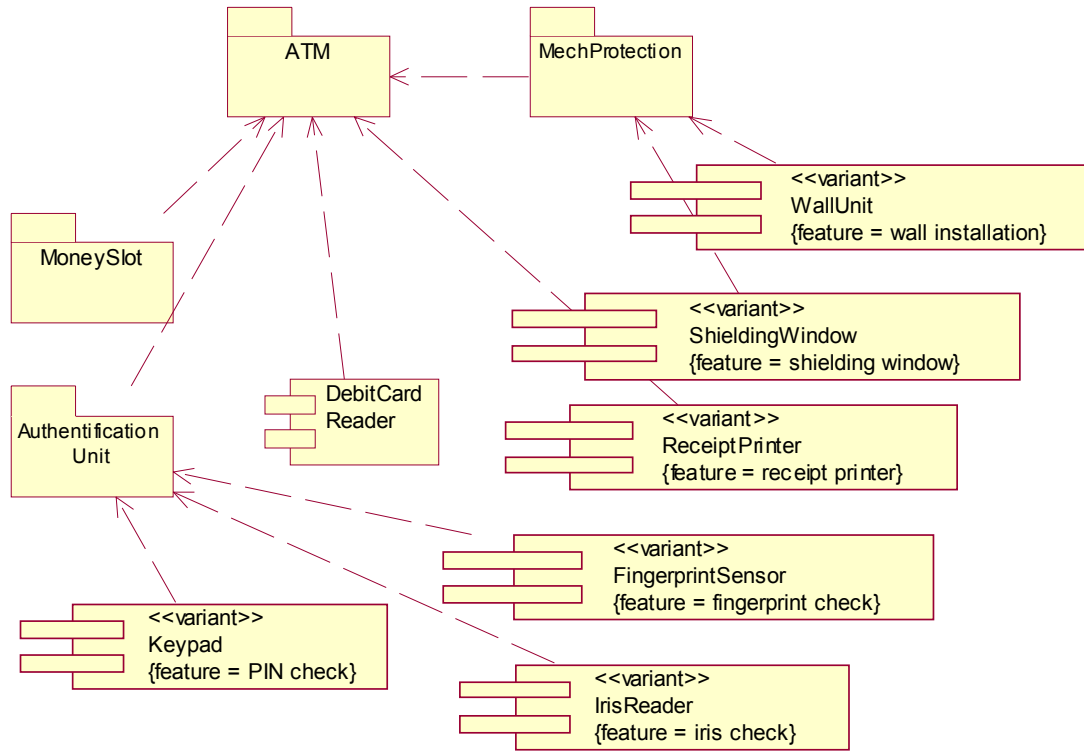 ATM
MechProtection
<<variant>>
WallUnit
{feature = wall installation}
MoneySlot
<<variant>>
ShieldingWindow
{feature = shielding window}
DebitCard
Reader
<<variant>>
ReceiptPrinter
{feature = receipt printer}
Authentification
Unit
<<variant>>
FingerprintSensor
{feature = fingerprint check}
<<variant>>
Keypad
{feature = PIN check}
<<variant>>
IrisReader
{feature = iris check}